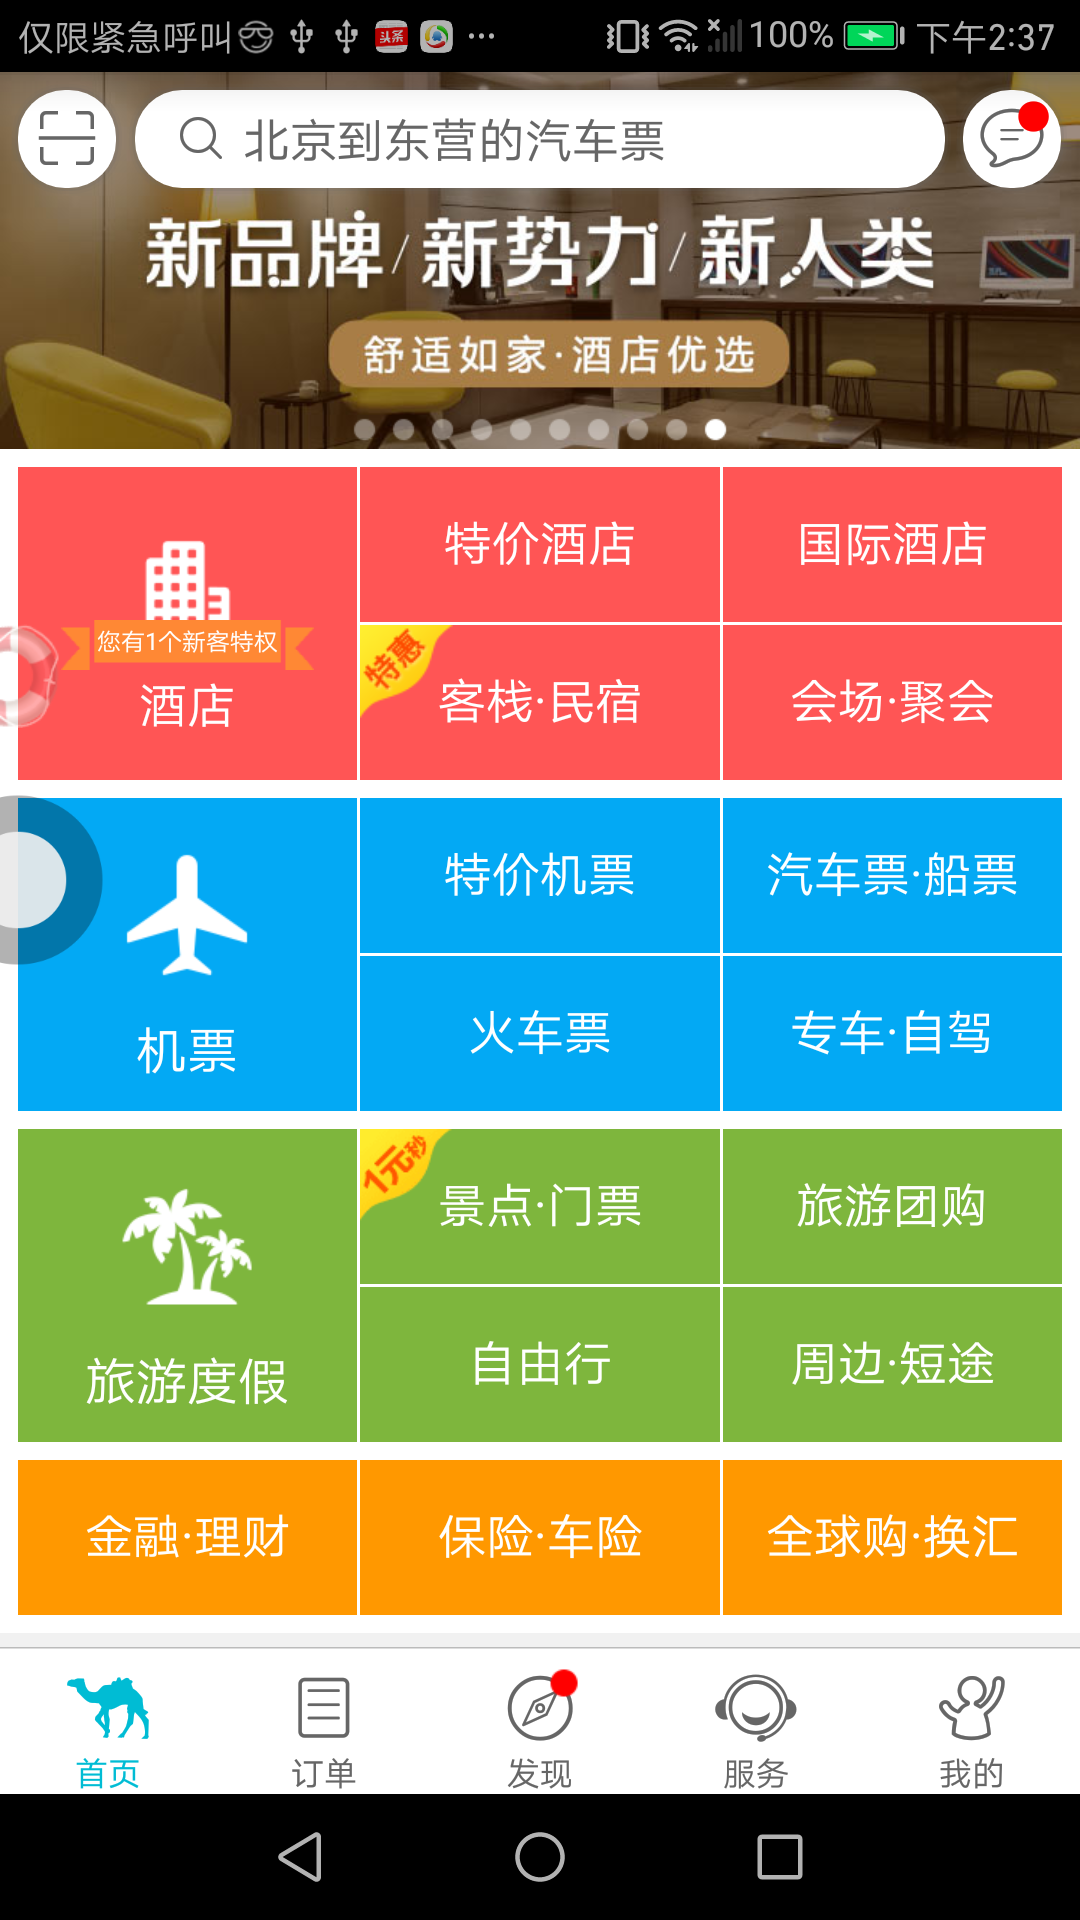 仅限紧急呼叫 头条 ... 100% 下午2:37
北京到东营的汽车票
新品牌/新势力/新人类
舒适如家·酒店优选
特价酒店
国际酒店
您有1个新客特权
酒店
特惠
客栈·民宿
会场·聚会
特价机票
汽车票·船票
机票
火车票
专车·自驾
1元秒
景点·门票
旅游团购
旅游度假
自由行
周边·短途
金融·理财
保险·车险
全球购·换汇
首页
订单
发现
服务
我的